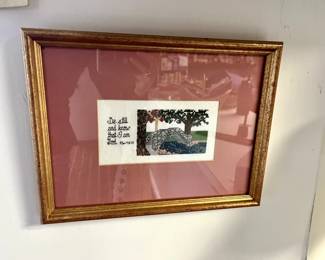 Be still
and know
that I am
God